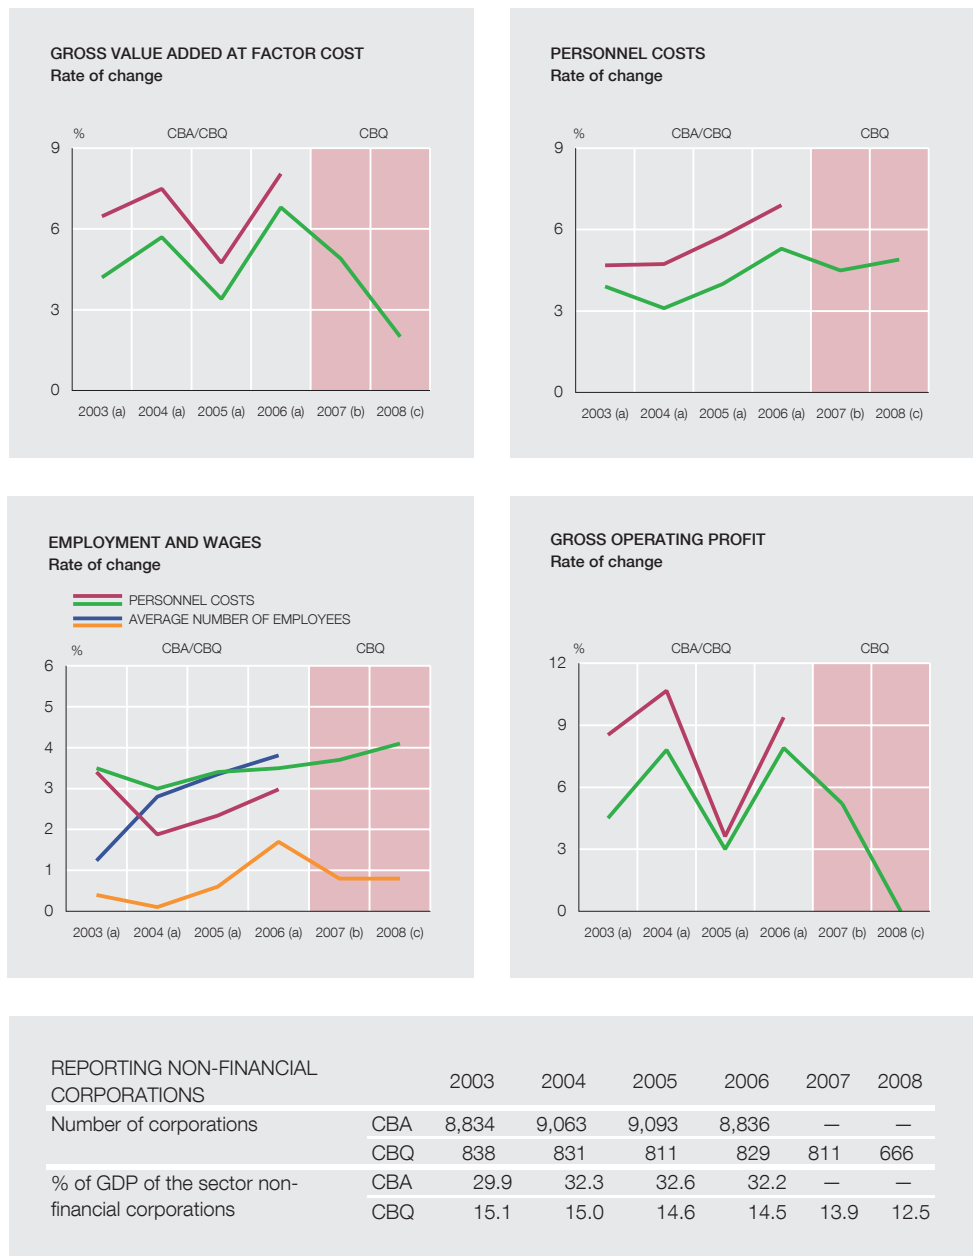 GROSS VALUE ADDED AT FACTOR COST
Rate of change
% CBA/CBQ CBQ
9
6
3
0
2003 (a) 2004 (a) 2005 (a) 2006 (a) 2007 (b) 2008 (c)
PERSONNEL COSTS
Rate of change
% CBA/CBQ CBQ
9
6
3
0
2003 (a) 2004 (a) 2005 (a) 2006 (a) 2007 (b) 2008 (c)
EMPLOYMENT AND WAGES
Rate of change
PERSONNEL COSTS
AVERAGE NUMBER OF EMPLOYEES
% CBA/CBQ CBQ
6
5
4
3
2
1
0
2003 (a) 2004 (a) 2005 (a) 2006 (a) 2007 (b) 2008 (c)
GROSS OPERATING PROFIT
Rate of change
% CBA/CBQ CBQ
12
9
6
3
0
2003 (a) 2004 (a) 2005 (a) 2006 (a) 2007 (b) 2008 (c)
REPORTING NON-FINANCIAL
CORPORATIONS
2003 2004 2005 2006 2007 2008
Number of corporations CBA 8,834 9,063 9,093 8,836 — —
CBQ 838 831 811 829 811 666
% of GDP of the sector non-
financial corporations
CBA 29.9 32.3 32.6 32.2 — —
CBQ 15.1 15.0 14.6 14.5 13.9 12.5